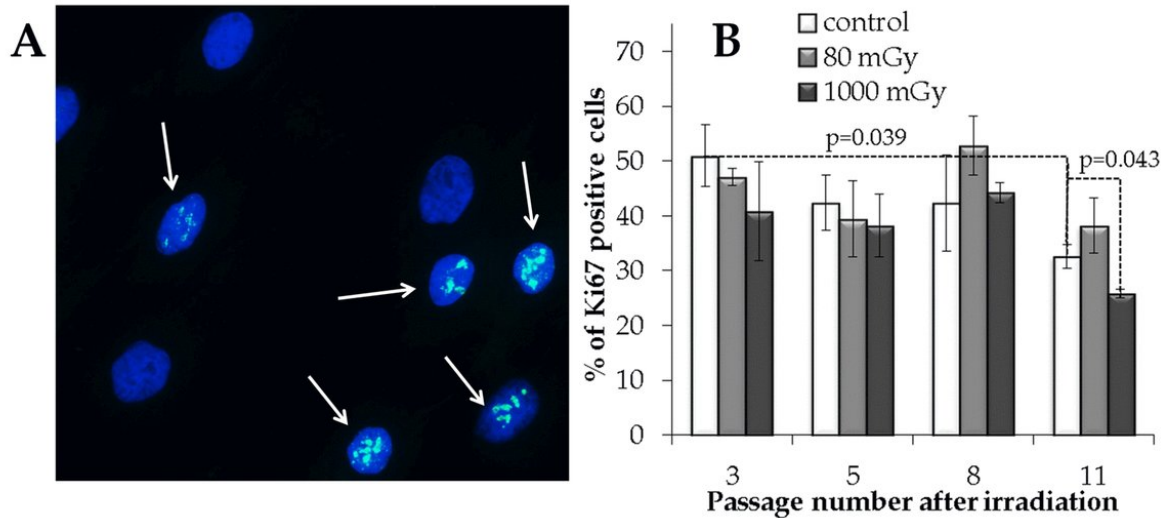 A
B
control
80 mGy
1000 mGy
% of Ki67 positive cells
70
60
50
40
30
20
10
0
p=0.039
p=0.043
3 5 8 11
Passage number after irradiation